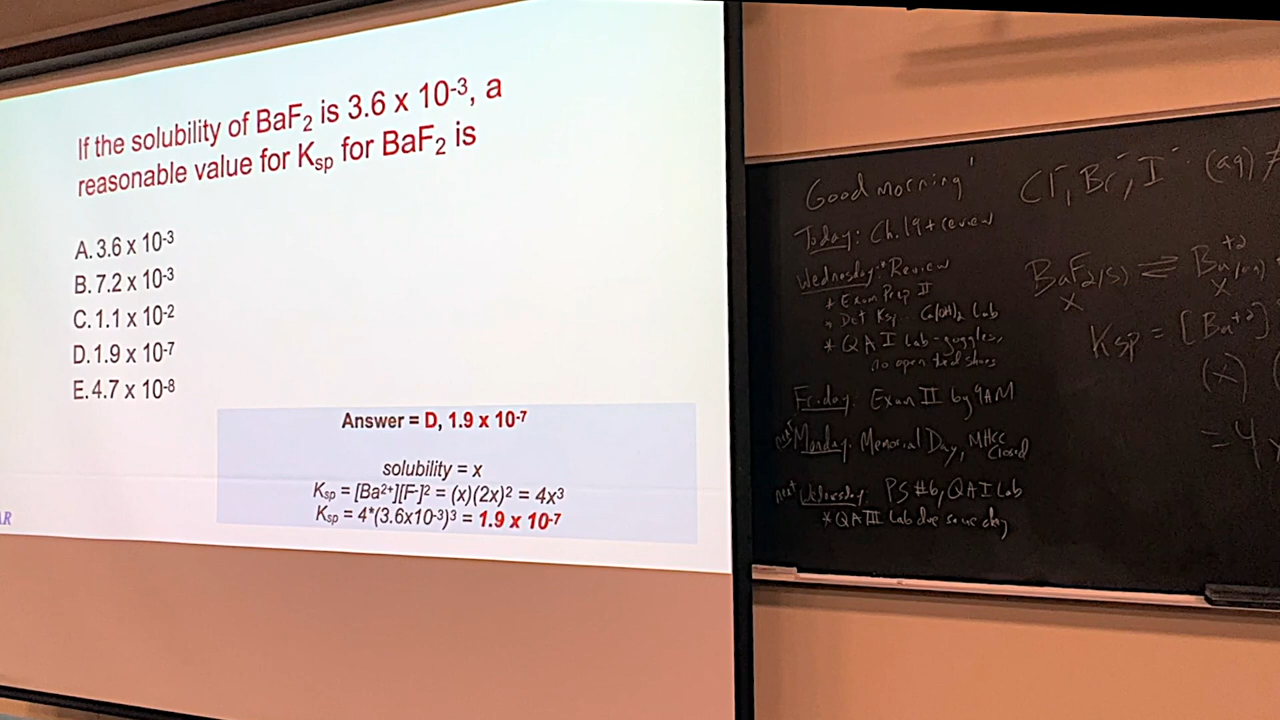 If the solubility of BaF₂ is 3.6 x 10⁻³, a
reasonable value for Kₛₚ for BaF₂ is
A. 3.6 x 10⁻³
B. 7.2 x 10⁻³
C. 1.1 x 10⁻²
D. 1.9 x 10⁻⁷
E. 4.7 x 10⁻⁸
Answer = D, 1.9 x 10⁻⁷
solubility = x
Kₛₚ = [Ba²⁺][F⁻]² = (x)(2x)² = 4x³
Kₛₚ = 4*(3.6x10⁻³)³ = 1.9 x 10⁻⁷
AR
Good morning!
Today: Ch. 19 + review
Wednesday: * Review
* Exam Prep II
* Det Ksp Ca(OH)₂ Lab
* QA I Lab - goggles,
no open toed shoes
Friday: Exam II by 9AM
next Monday: Memorial Day, MHCC
Closed
next Wednesday: PS #6, QA I Lab
* QA III Lab due same day
Cl⁻, Br⁻, I⁻ (aq)
BaF₂(s) ⇌ Ba⁺²(aq)
x x
Ksp = [Ba⁺²]
(x) (
= 4